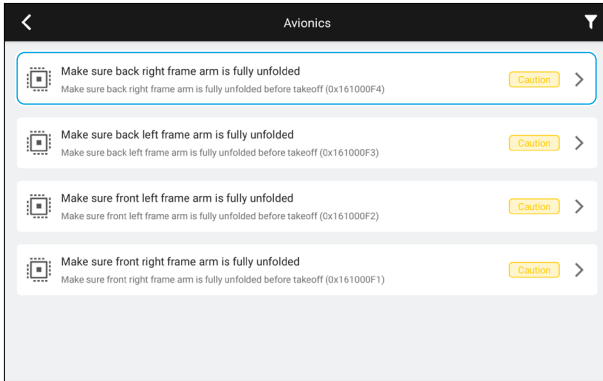 Avionics
Make sure back right frame arm is fully unfolded
Make sure back right frame arm is fully unfolded before takeoff (0x161000F4)
Caution
Make sure back left frame arm is fully unfolded
Make sure back left frame arm is fully unfolded before takeoff (0x161000F3)
Caution
Make sure front left frame arm is fully unfolded
Make sure front left frame arm is fully unfolded before takeoff (0x161000F2)
Caution
Make sure front right frame arm is fully unfolded
Make sure front right frame arm is fully unfolded before takeoff (0x161000F1)
Caution